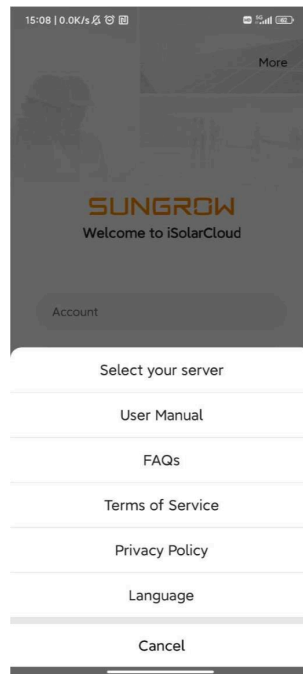 15:08 | 0.0K/s
5G
More
SUNGROW
Welcome to iSolarCloud
Account
Select your server
User Manual
FAQs
Terms of Service
Privacy Policy
Language
Cancel